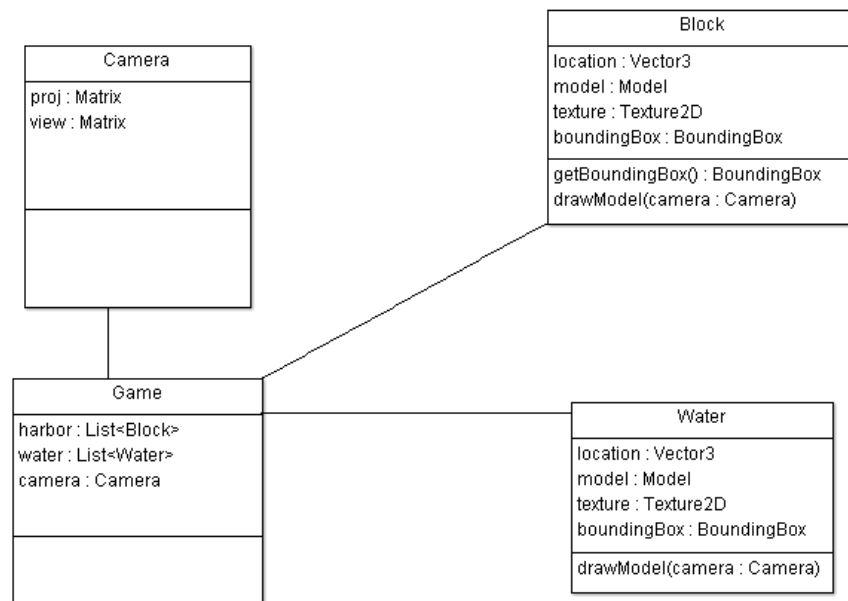 Camera
proj : Matrix
view : Matrix
Block
location : Vector3
model : Model
texture : Texture2D
boundingBox : BoundingBox
getBoundingBox() : BoundingBox
drawModel(camera : Camera)
Game
harbor : List<Block>
water : List<Water>
camera : Camera
Water
location : Vector3
model : Model
texture : Texture2D
boundingBox : BoundingBox
drawModel(camera : Camera)